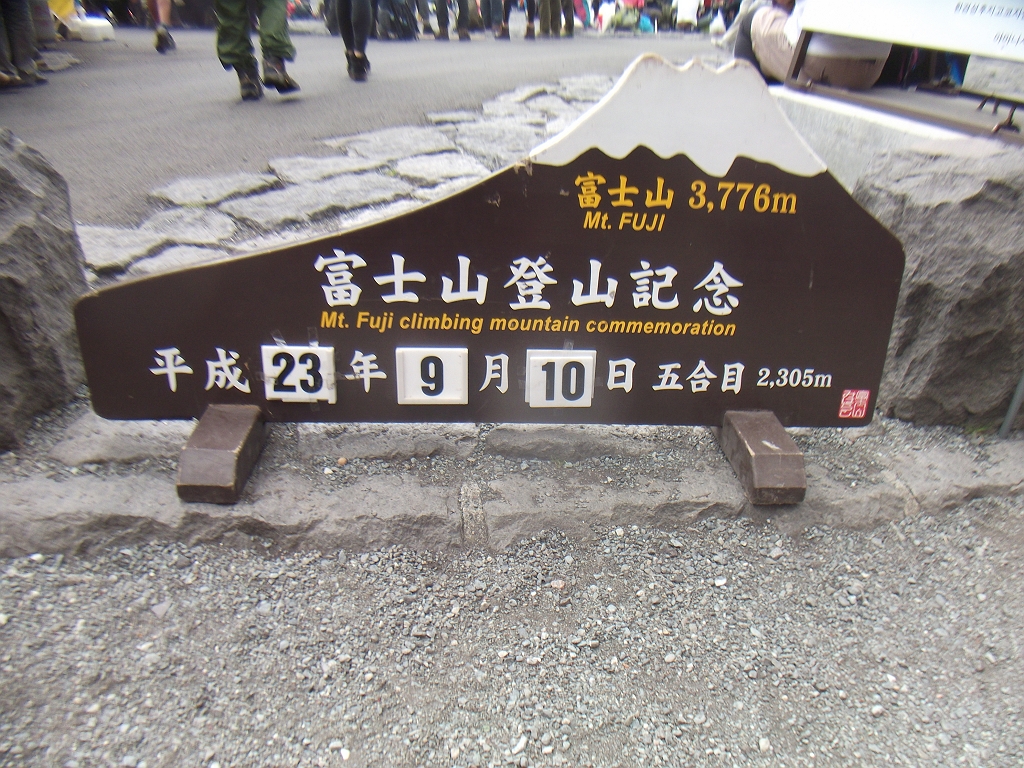 富士山 3,776m
Mt. FUJI
富士山登山記念
Mt. Fuji climbing mountain commemoration
平成 23 年 9 月 10 日 五合目 2,305m